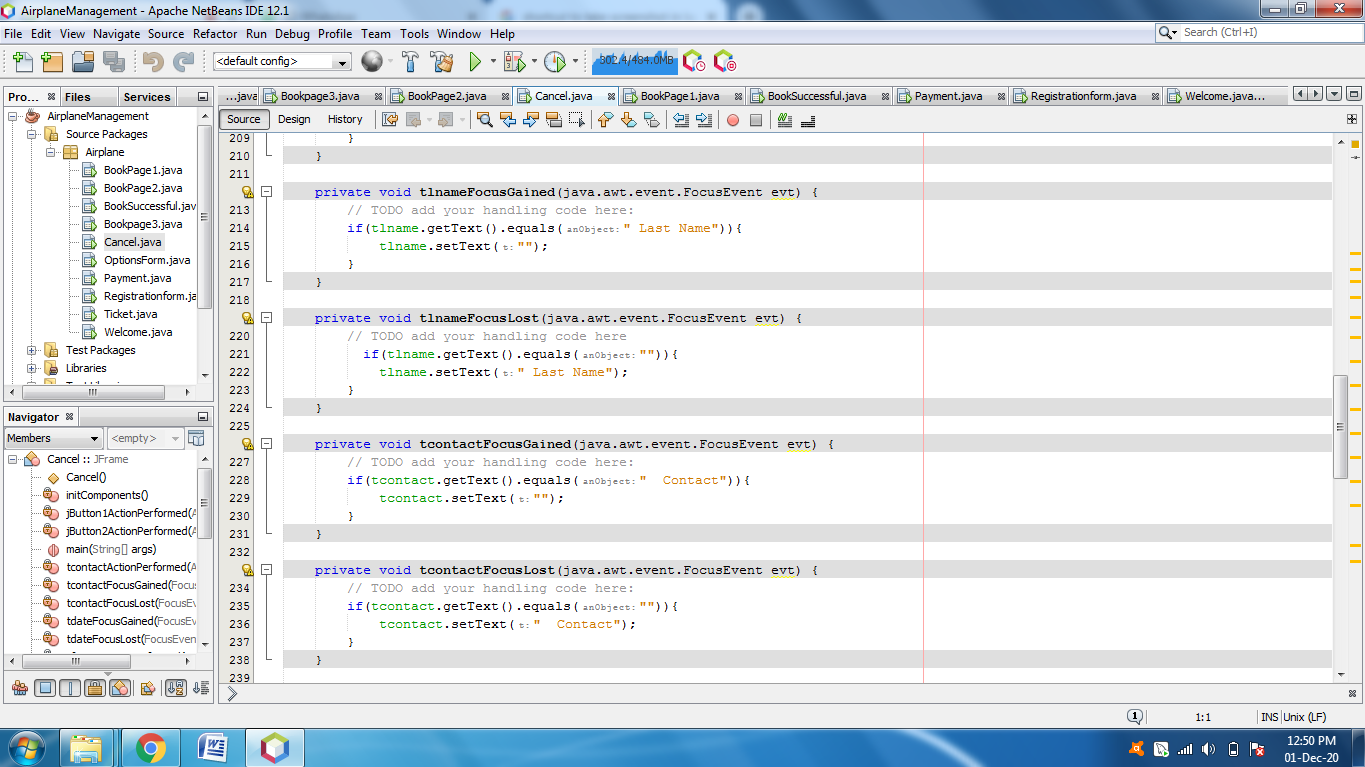 AirplaneManagement - Apache NetBeans IDE 12.1
File Edit View Navigate Source Refactor Run Debug Profile Team Tools Window Help
Search (Ctrl+I)
<default config>
302.4/484.0MB
Pro... Files Services
...java Bookpage3.java BookPage2.java Cancel.java BookPage1.java BookSuccessful.java Payment.java Registrationform.java Welcome.java...
Source Design History
AirplaneManagement
Source Packages
Airplane
BookPage1.java
BookPage2.java
BookSuccessful.jav
Bookpage3.java
Cancel.java
OptionsForm.java
Payment.java
Registrationform.ja
Ticket.java
Welcome.java
Test Packages
Libraries
Navigator
Members <empty>
Cancel :: JFrame
Cancel()
initComponents()
jButton1ActionPerformed(A
jButton2ActionPerformed(A
main(String[] args)
tcontactActionPerformed(A
tcontactFocusGained(Focus
tcontactFocusLost(FocusEv
tdateFocusGained(FocusE
tdateFocusLost(FocusEven
209 }
210 }
211
private void tlnameFocusGained(java.awt.event.FocusEvent evt) {
213 // TODO add your handling code here:
214 if(tlname.getText().equals(anObject:" Last Name")){
215 tlname.setText(t:"");
216 }
217 }
218
private void tlnameFocusLost(java.awt.event.FocusEvent evt) {
220 // TODO add your handling code here
221 if(tlname.getText().equals(anObject:"")){
222 tlname.setText(t:" Last Name");
223 }
224 }
225
private void tcontactFocusGained(java.awt.event.FocusEvent evt) {
227 // TODO add your handling code here:
228 if(tcontact.getText().equals(anObject:"  Contact")){
229 tcontact.setText(t:"");
230 }
231 }
232
private void tcontactFocusLost(java.awt.event.FocusEvent evt) {
234 // TODO add your handling code here:
235 if(tcontact.getText().equals(anObject:"")){
236 tcontact.setText(t:"  Contact");
237 }
238 }
239
1 1:1 INS Unix (LF)
12:50 PM
01-Dec-20